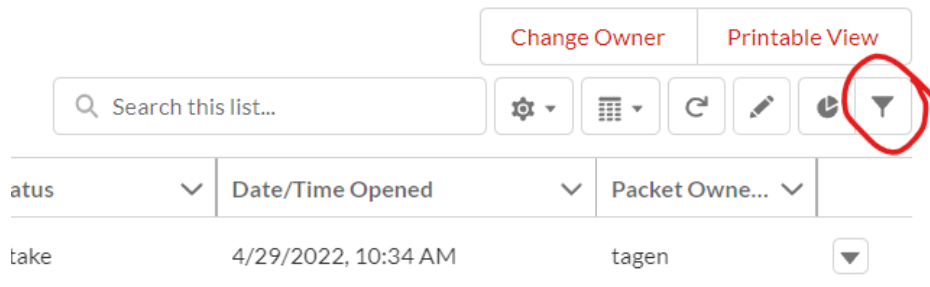 Change Owner Printable View
Search this list...
atus Date/Time Opened Packet Owne...
take 4/29/2022, 10:34 AM tagen